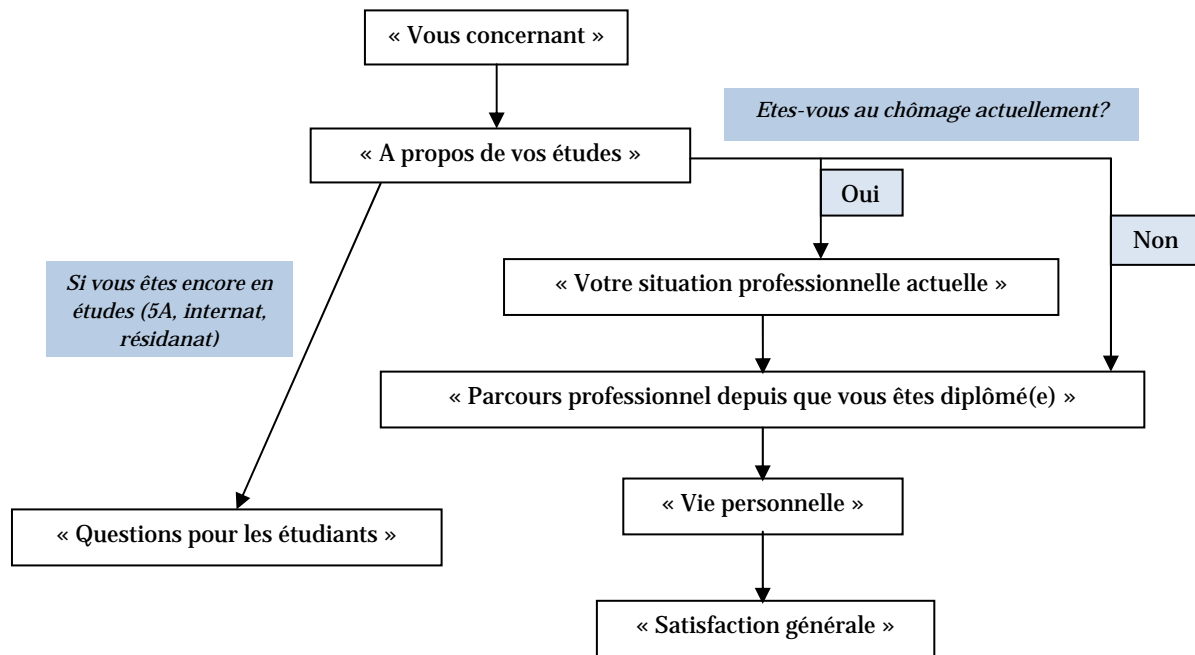 « Vous concernant »
Etes-vous au chômage actuellement?
« A propos de vos études »
Oui
Non
Si vous êtes encore en
études (5A, internat,
résidanat)
« Votre situation professionnelle actuelle »
« Parcours professionnel depuis que vous êtes diplômé(e) »
« Vie personnelle »
« Questions pour les étudiants »
« Satisfaction générale »